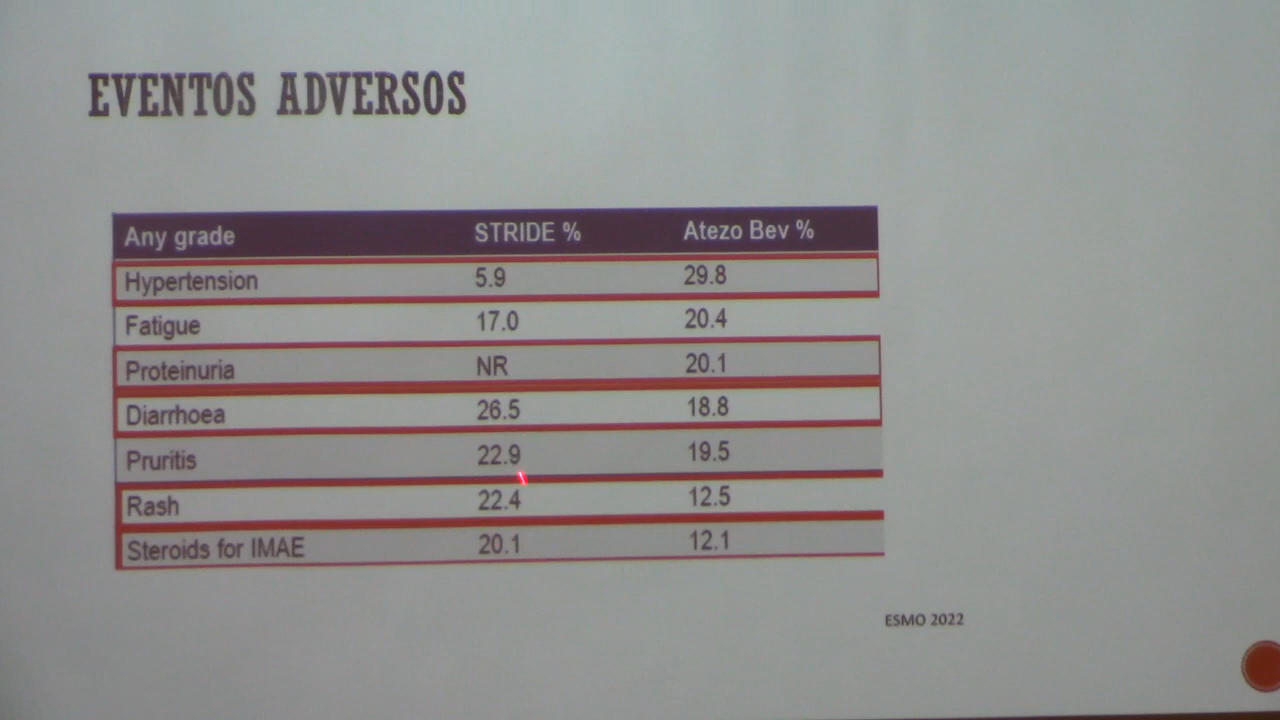 EVENTOS ADVERSOS
Any grade STRIDE % Atezo Bev %
Hypertension 5.9 29.8
Fatigue 17.0 20.4
Proteinuria NR 20.1
Diarrhoea 26.5 18.8
Pruritis 22.9 19.5
Rash 22.4 12.5
Steroids for IMAE 20.1 12.1
ESMO 2022